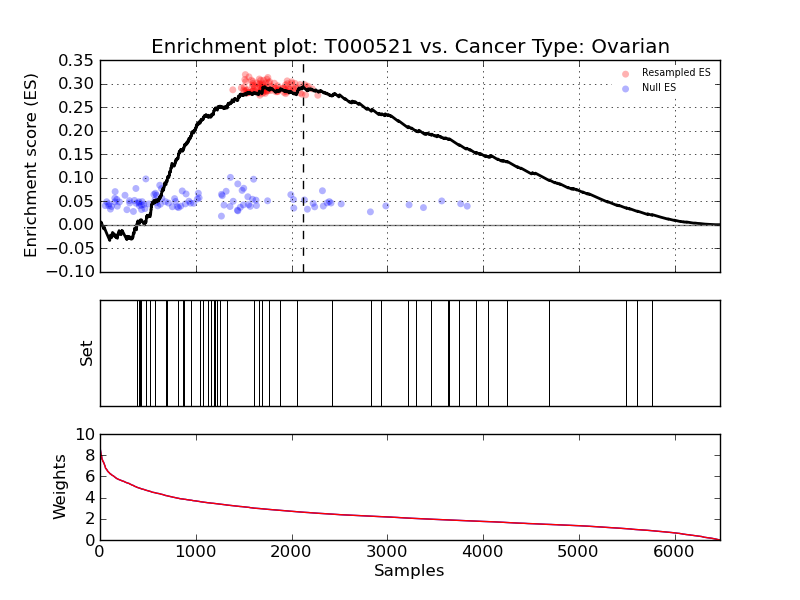 Enrichment plot: T000521 vs. Cancer Type: Ovarian
Enrichment score (ES)
0.35
0.30
0.25
0.20
0.15
0.10
0.05
0.00
−0.05
−0.10
Resampled ES
Null ES
Set
Weights
10
8
6
4
2
0
0 1000 2000 3000 4000 5000 6000
Samples